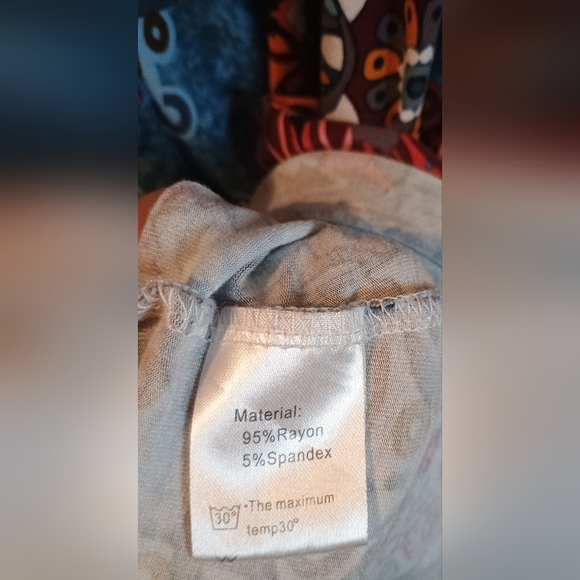 Material:
95%Rayon
5%Spandex
30°
•The maximum
temp30°